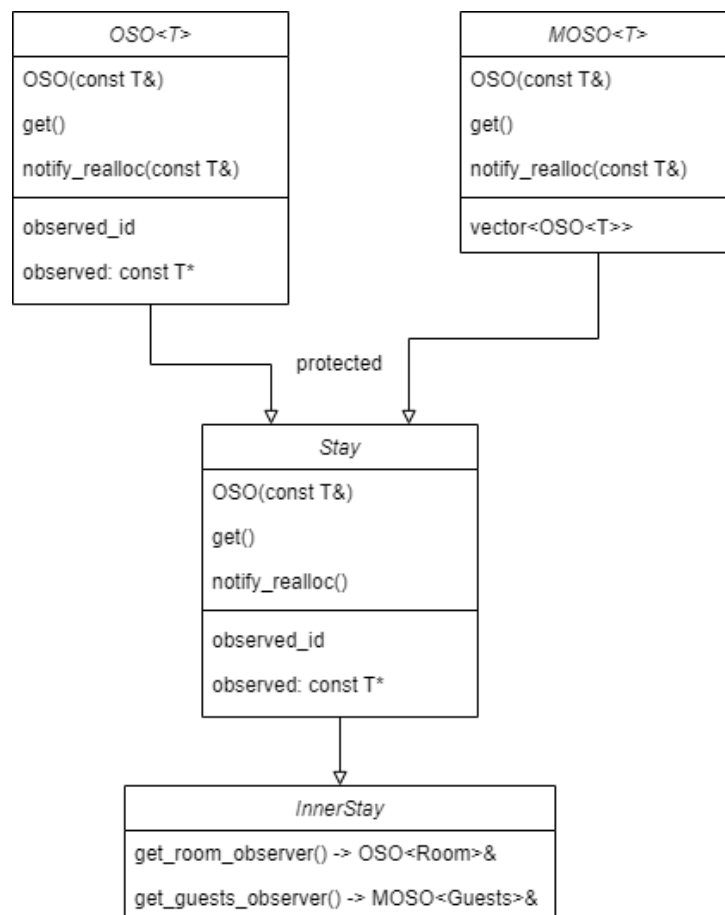 OSO<T>
OSO(const T&)
get()
notify_realloc(const T&)
observed_id
observed: const T*
MOSO<T>
OSO(const T&)
get()
notify_realloc(const T&)
vector<OSO<T>>
protected
Stay
OSO(const T&)
get()
notify_realloc()
observed_id
observed: const T*
InnerStay
get_room_observer() -> OSO<Room>&
get_guests_observer() -> MOSO<Guests>&